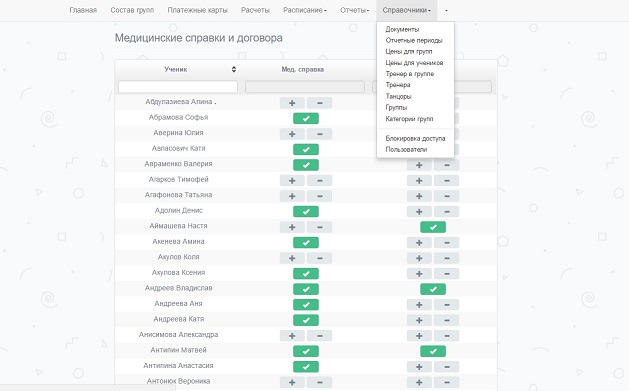 Главная Состав групп Платежные карты Расчеты Расписание Отчеты Справочники -
Медицинские справки и договора
Документы
Отчетные периоды
Цены для групп
Цены для учеников
Тренер в группе
Тренера
Танцоры
Группы
Категории групп
Блокировка доступа
Пользователи
Ученик Мед. справка
Абдулазиева Алина .
Абрамова Софья
Аверина Юлия
Авпасович Катя
Авраменко Валерия
Агарков Тимофей
Агафонова Татьяна
Адолин Денис
Аймашева Настя
Акенева Амина
Акулов Коля
Акулова Ксения
Андреев Владислав
Андреева Аня
Андреева Катя
Анисимова Александра
Антипин Матвей
Антипина Анастасия
Антонюк Вероника